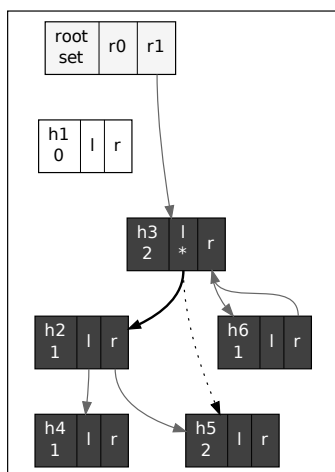 root set r0 r1
h1 0 l r
h3 2 l * r
h2 1 l r
h6 1 l r
h4 1 l r
h5 2 l r